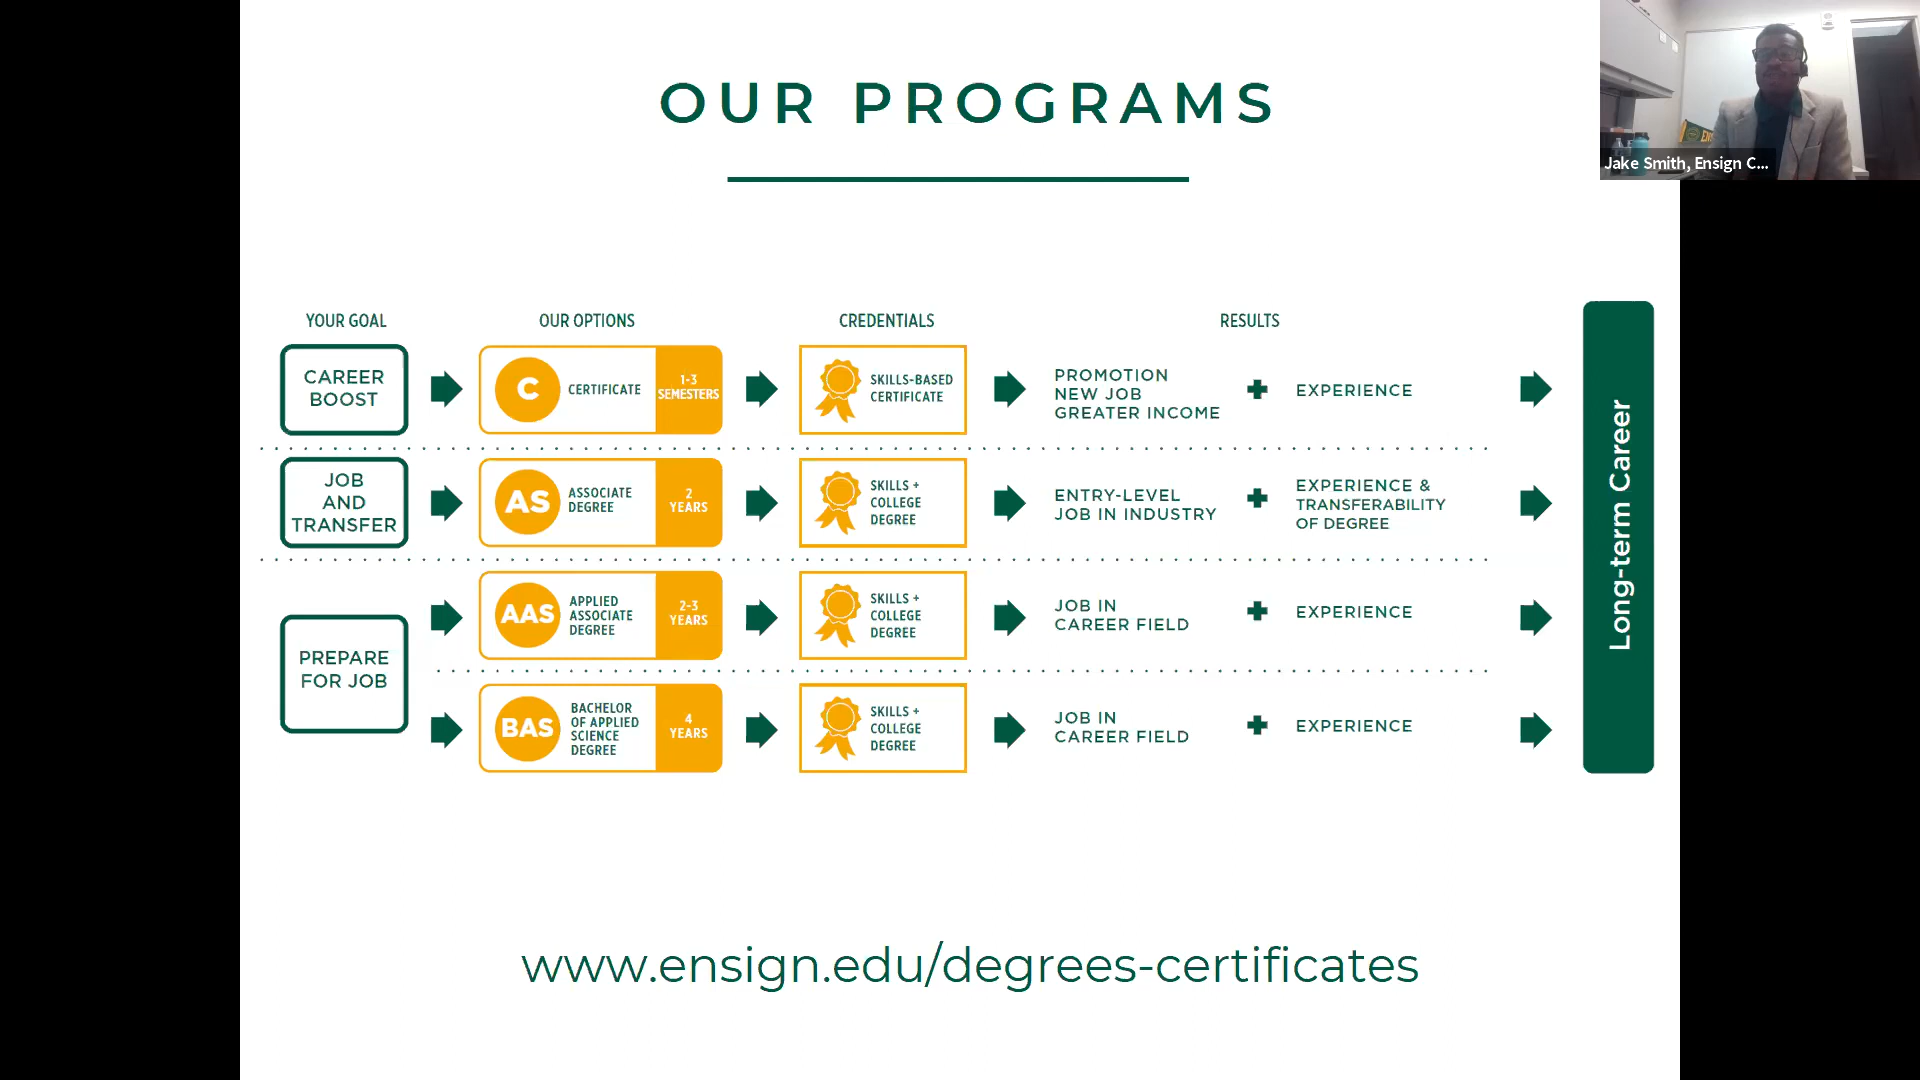 OUR PROGRAMS
Jake Smith, Ensign C...
YOUR GOAL
OUR OPTIONS
CREDENTIALS
RESULTS
CAREER
BOOST
C
CERTIFICATE
1-3
SEMESTERS
SKILLS-BASED
CERTIFICATE
PROMOTION
NEW JOB
GREATER INCOME
EXPERIENCE
JOB
AND
TRANSFER
AS
ASSOCIATE
DEGREE
2
YEARS
SKILLS +
COLLEGE
DEGREE
ENTRY-LEVEL
JOB IN INDUSTRY
EXPERIENCE &
TRANSFERABILITY
OF DEGREE
PREPARE
FOR JOB
AAS
APPLIED
ASSOCIATE
DEGREE
2-3
YEARS
SKILLS +
COLLEGE
DEGREE
JOB IN
CAREER FIELD
EXPERIENCE
BAS
BACHELOR
OF APPLIED
SCIENCE
DEGREE
4
YEARS
SKILLS +
COLLEGE
DEGREE
JOB IN
CAREER FIELD
EXPERIENCE
Long-term Career
www.ensign.edu/degrees-certificates